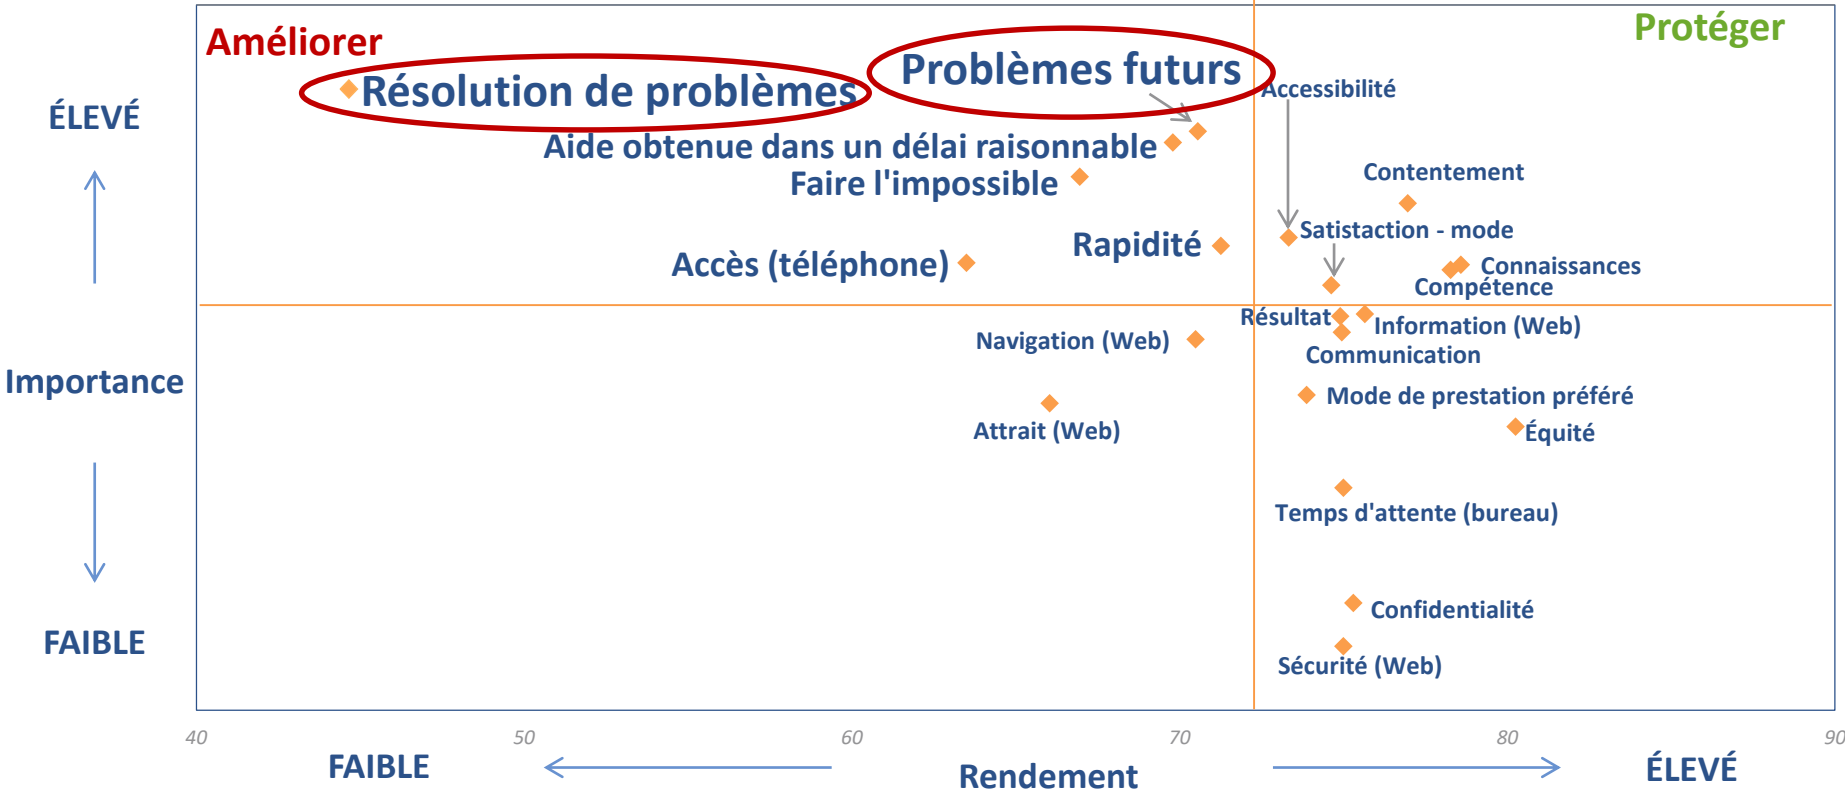 Améliorer
Protéger
Problèmes futurs
Résolution de problèmes
Accessibilité
ÉLEVÉ
Aide obtenue dans un délai raisonnable
Contentement
Faire l'impossible
Satistaction - mode
Rapidité
Accès (téléphone)
Connaissances
Compétence
Résultat
Information (Web)
Navigation (Web)
Communication
Importance
Mode de prestation préféré
Attrait (Web)
Équité
Temps d'attente (bureau)
Confidentialité
FAIBLE
Sécurité (Web)
40 50 60 70 80 90
FAIBLE Rendement ÉLEVÉ